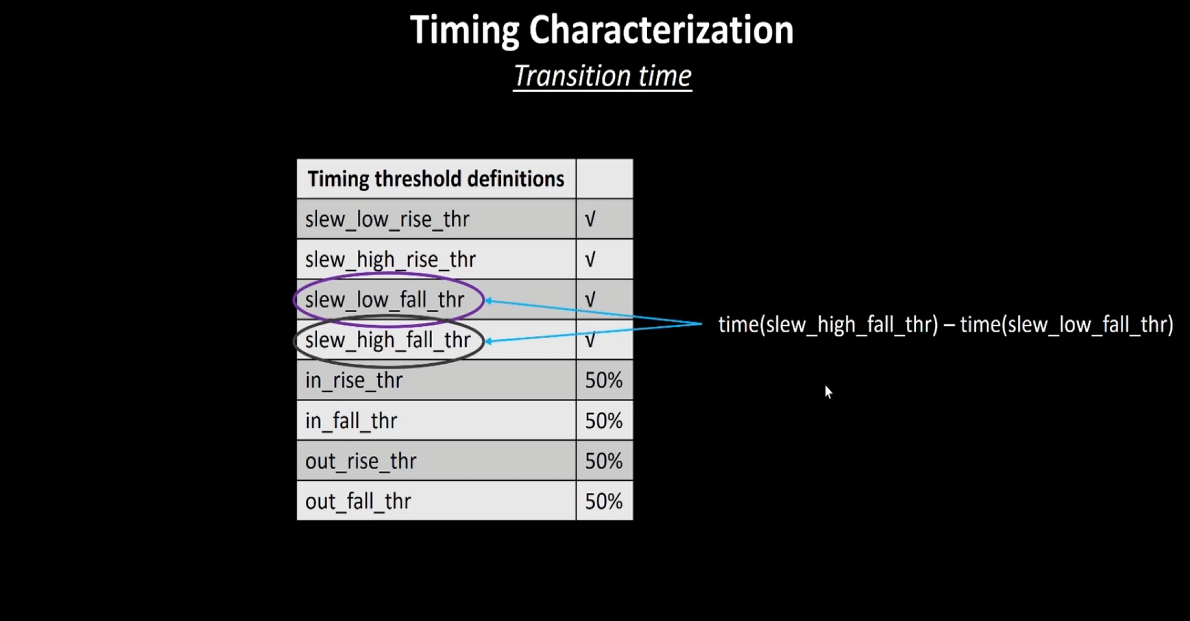 Timing Characterization
Transition time
Timing threshold definitions
slew_low_rise_thr √
slew_high_rise_thr √
slew_low_fall_thr √
slew_high_fall_thr √
time(slew_high_fall_thr) – time(slew_low_fall_thr)
in_rise_thr 50%
in_fall_thr 50%
out_rise_thr 50%
out_fall_thr 50%